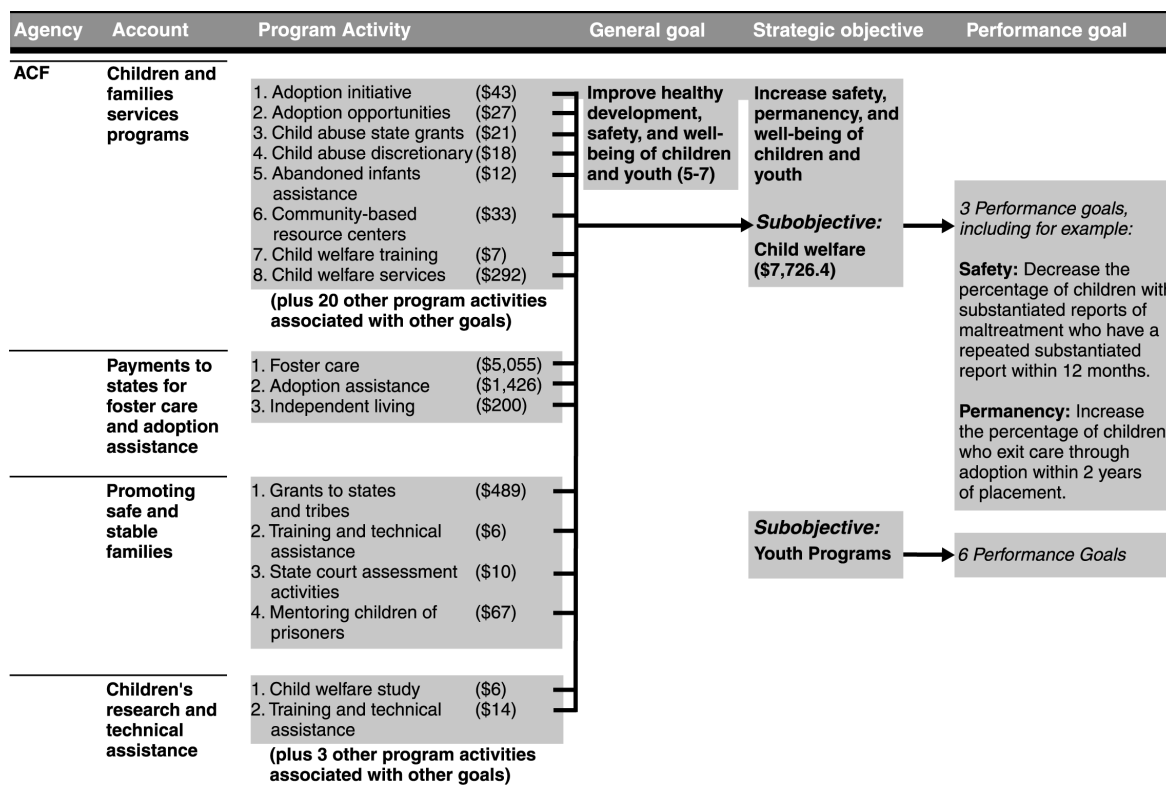 Agency Account Program Activity General goal Strategic objective Performance goal
ACF
Children and
families
services
programs
1. Adoption initiative ($43)
2. Adoption opportunities ($27)
3. Child abuse state grants ($21)
4. Child abuse discretionary ($18)
5. Abandoned infants ($12)
assistance
6. Community-based ($33)
resource centers
7. Child welfare training ($7)
8. Child welfare services ($292)
(plus 20 other program activities
associated with other goals)
Improve healthy
development,
safety, and well-
being of children
and youth (5-7)
Increase safety,
permanency, and
well-being of
children and
youth
Subobjective:
Child welfare
($7,726.4)
3 Performance goals,
including for example:
Safety: Decrease the
percentage of children with
substantiated reports of
maltreatment who have a
repeated substantiated
report within 12 months.
Permanency: Increase
the percentage of children
who exit care through
adoption within 2 years
of placement.
Payments to
states for
foster care
and adoption
assistance
1. Foster care ($5,055)
2. Adoption assistance ($1,426)
3. Independent living ($200)
Promoting
safe and
stable
families
1. Grants to states ($489)
and tribes
2. Training and technical ($6)
assistance
3. State court assessment ($10)
activities
4. Mentoring children of ($67)
prisoners
Subobjective:
Youth Programs
6 Performance Goals
Children's
research and
technical
assistance
1. Child welfare study ($6)
2. Training and technical ($14)
assistance
(plus 3 other program activities
associated with other goals)